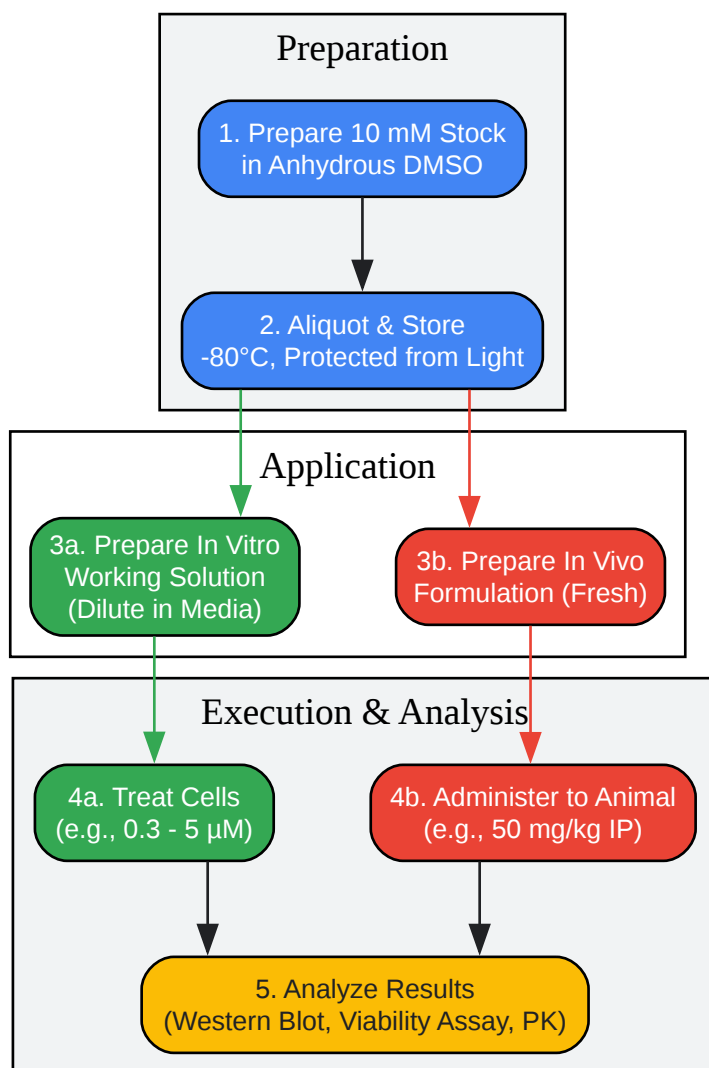 Preparation
1. Prepare 10 mM Stock
in Anhydrous DMSO
2. Aliquot & Store
-80°C, Protected from Light
Application
3a. Prepare In Vitro
Working Solution
(Dilute in Media)
3b. Prepare In Vivo
Formulation (Fresh)
Execution & Analysis
4a. Treat Cells
(e.g., 0.3 - 5 µM)
4b. Administer to Animal
(e.g., 50 mg/kg IP)
5. Analyze Results
(Western Blot, Viability Assay, PK)